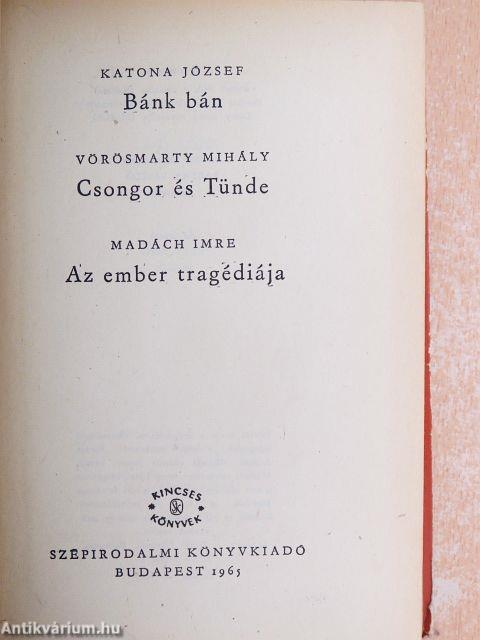 KATONA JÓZSEF
Bánk bán
VÖRÖSMARTY MIHÁLY
Csongor és Tünde
MADÁCH IMRE
Az ember tragédiája
KINCSES
KÖNYVEK
SZÉPIRODALMI KÖNYVKIADÓ
BUDAPEST 1965
Antikvárium.hu